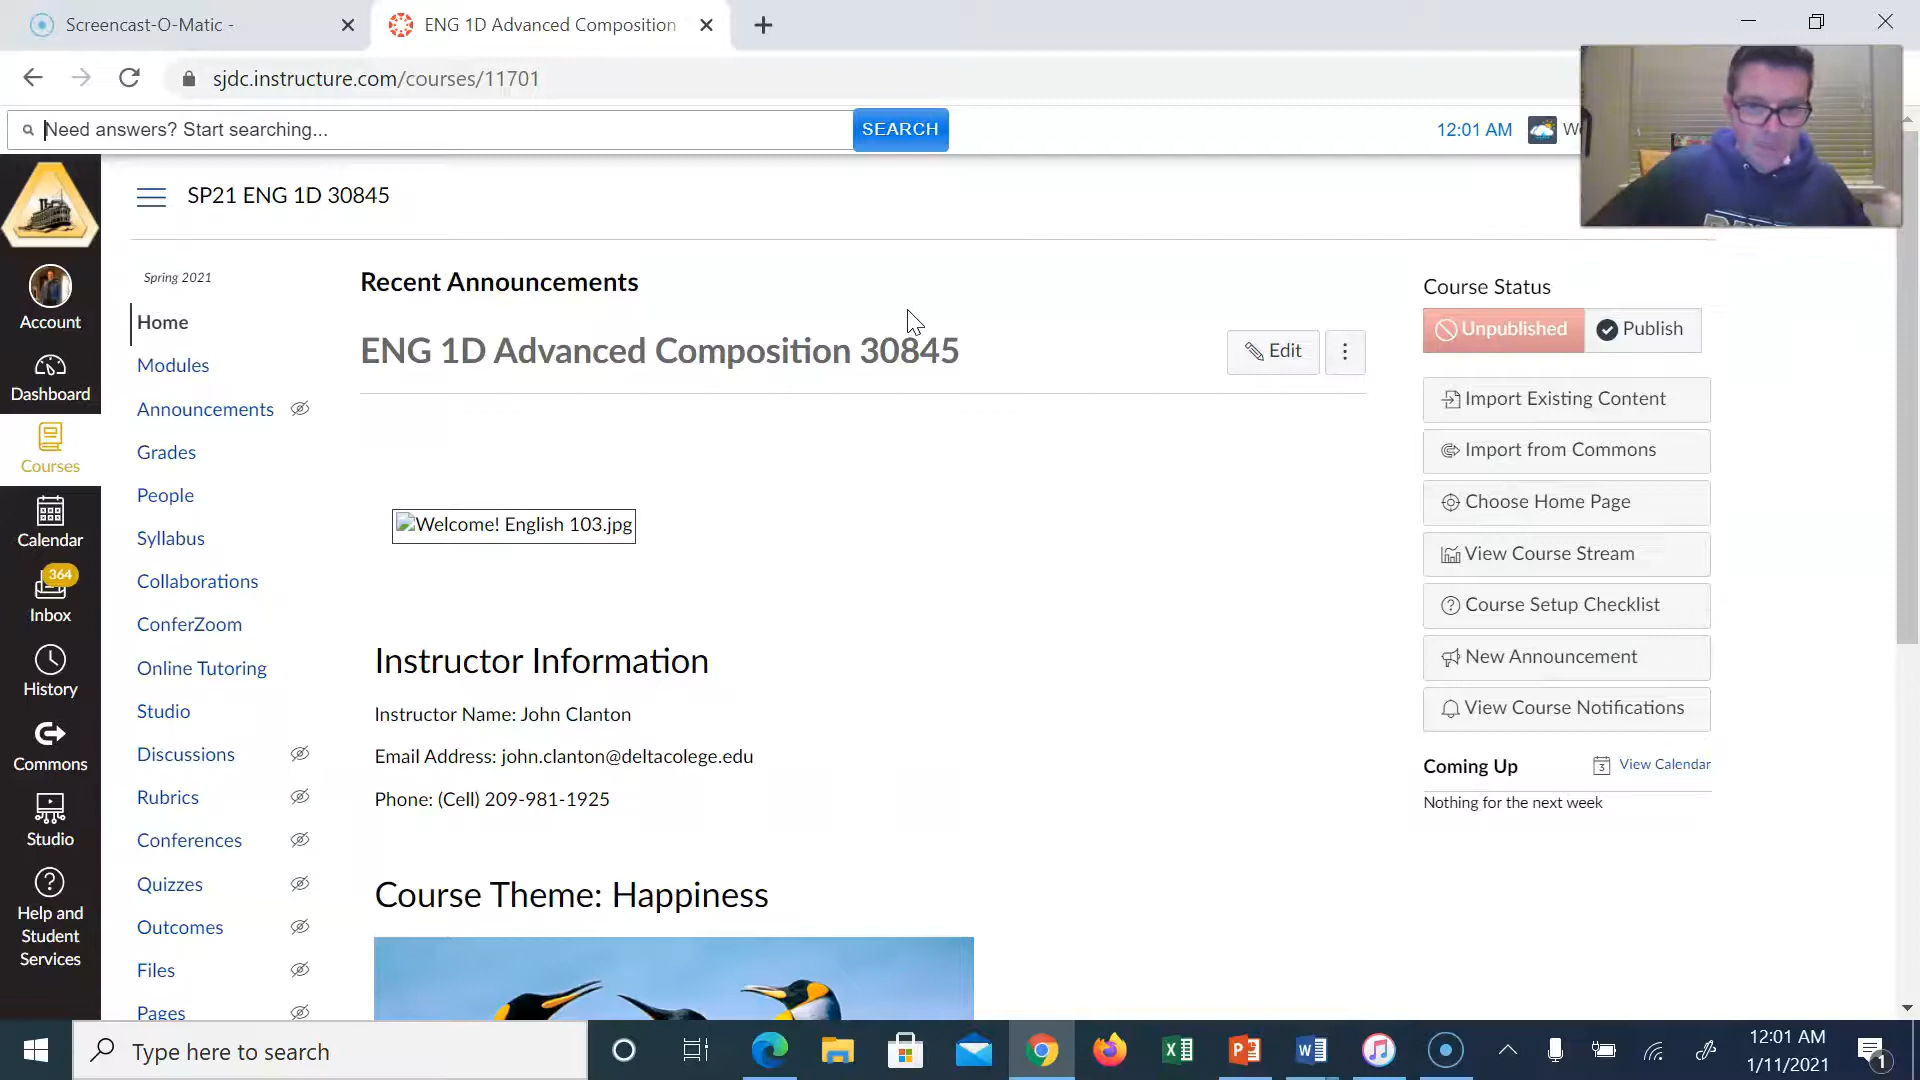 Screencast-O-Matic -
ENG 1D Advanced Composition
sjdc.instructure.com/courses/11701
Need answers? Start searching...
SEARCH
12:01 AM
SP21 ENG 1D 30845
Account
Dashboard
Courses
Calendar
364
Inbox
History
Commons
Studio
Help and
Student
Services
Spring 2021
Home
Modules
Announcements
Grades
People
Syllabus
Collaborations
ConferZoom
Online Tutoring
Studio
Discussions
Rubrics
Conferences
Quizzes
Outcomes
Files
Pages
Recent Announcements
ENG 1D Advanced Composition 30845
Edit
Welcome! English 103.jpg
Instructor Information
Instructor Name: John Clanton
Email Address: john.clanton@deltacolege.edu
Phone: (Cell) 209-981-1925
Course Theme: Happiness
Course Status
Unpublished
Publish
Import Existing Content
Import from Commons
Choose Home Page
View Course Stream
Course Setup Checklist
New Announcement
View Course Notifications
Coming Up
3
View Calendar
Nothing for the next week
Type here to search
12:01 AM
1/11/2021
1